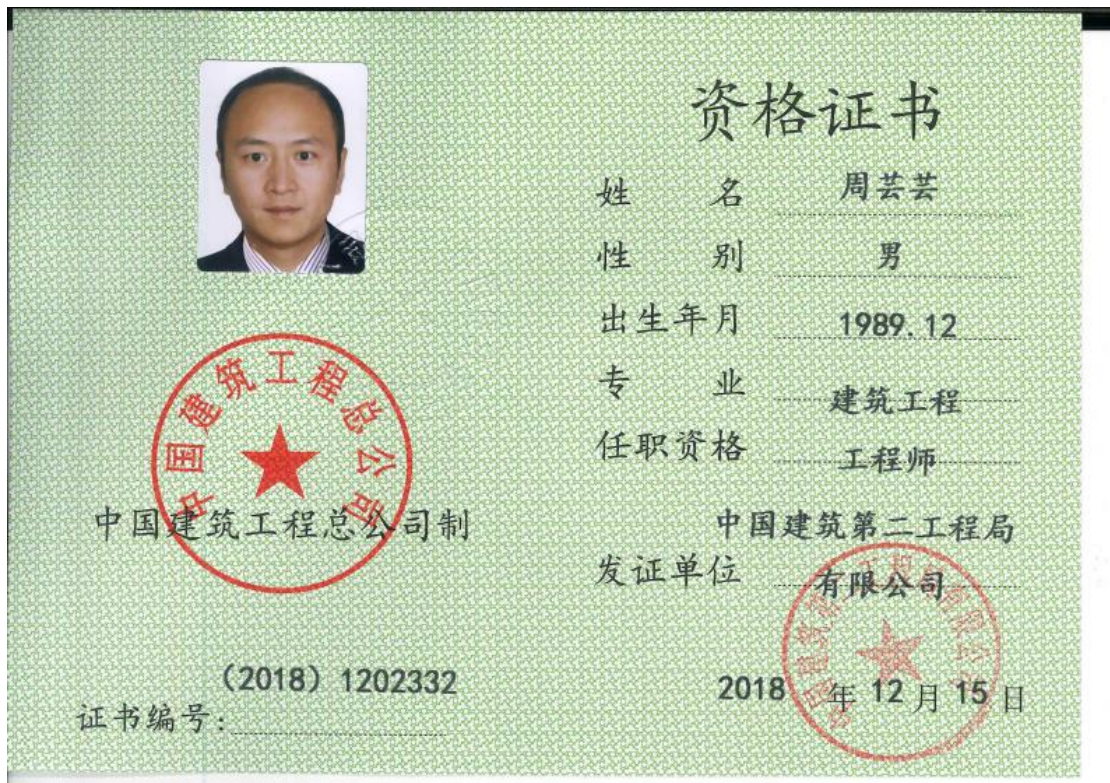 资格证书
姓名 周芸芸
性别 男
出生年月 1989.12
专业 建筑工程
任职资格 工程师
中国建筑第二工程局
发证单位 有限公司
2018 年 12 月 15 日
中国建筑工程总公司
中国建筑工程总公司制
（2018）1202332
证书编号：